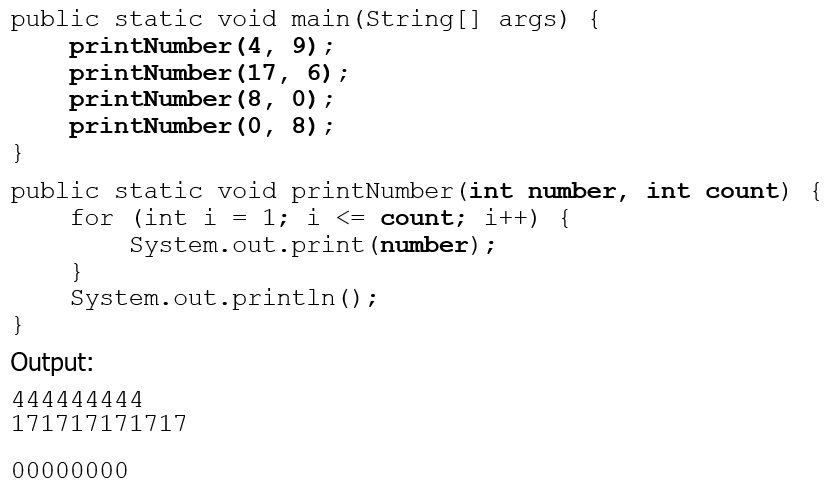 public static void main(String[] args) {
    printNumber(4, 9);
    printNumber(17, 6);
    printNumber(8, 0);
    printNumber(0, 8);
}
public static void printNumber(int number, int count) {
    for (int i = 1; i <= count; i++) {
        System.out.print(number);
    }
    System.out.println();
}
Output:
444444444
171717171717
00000000